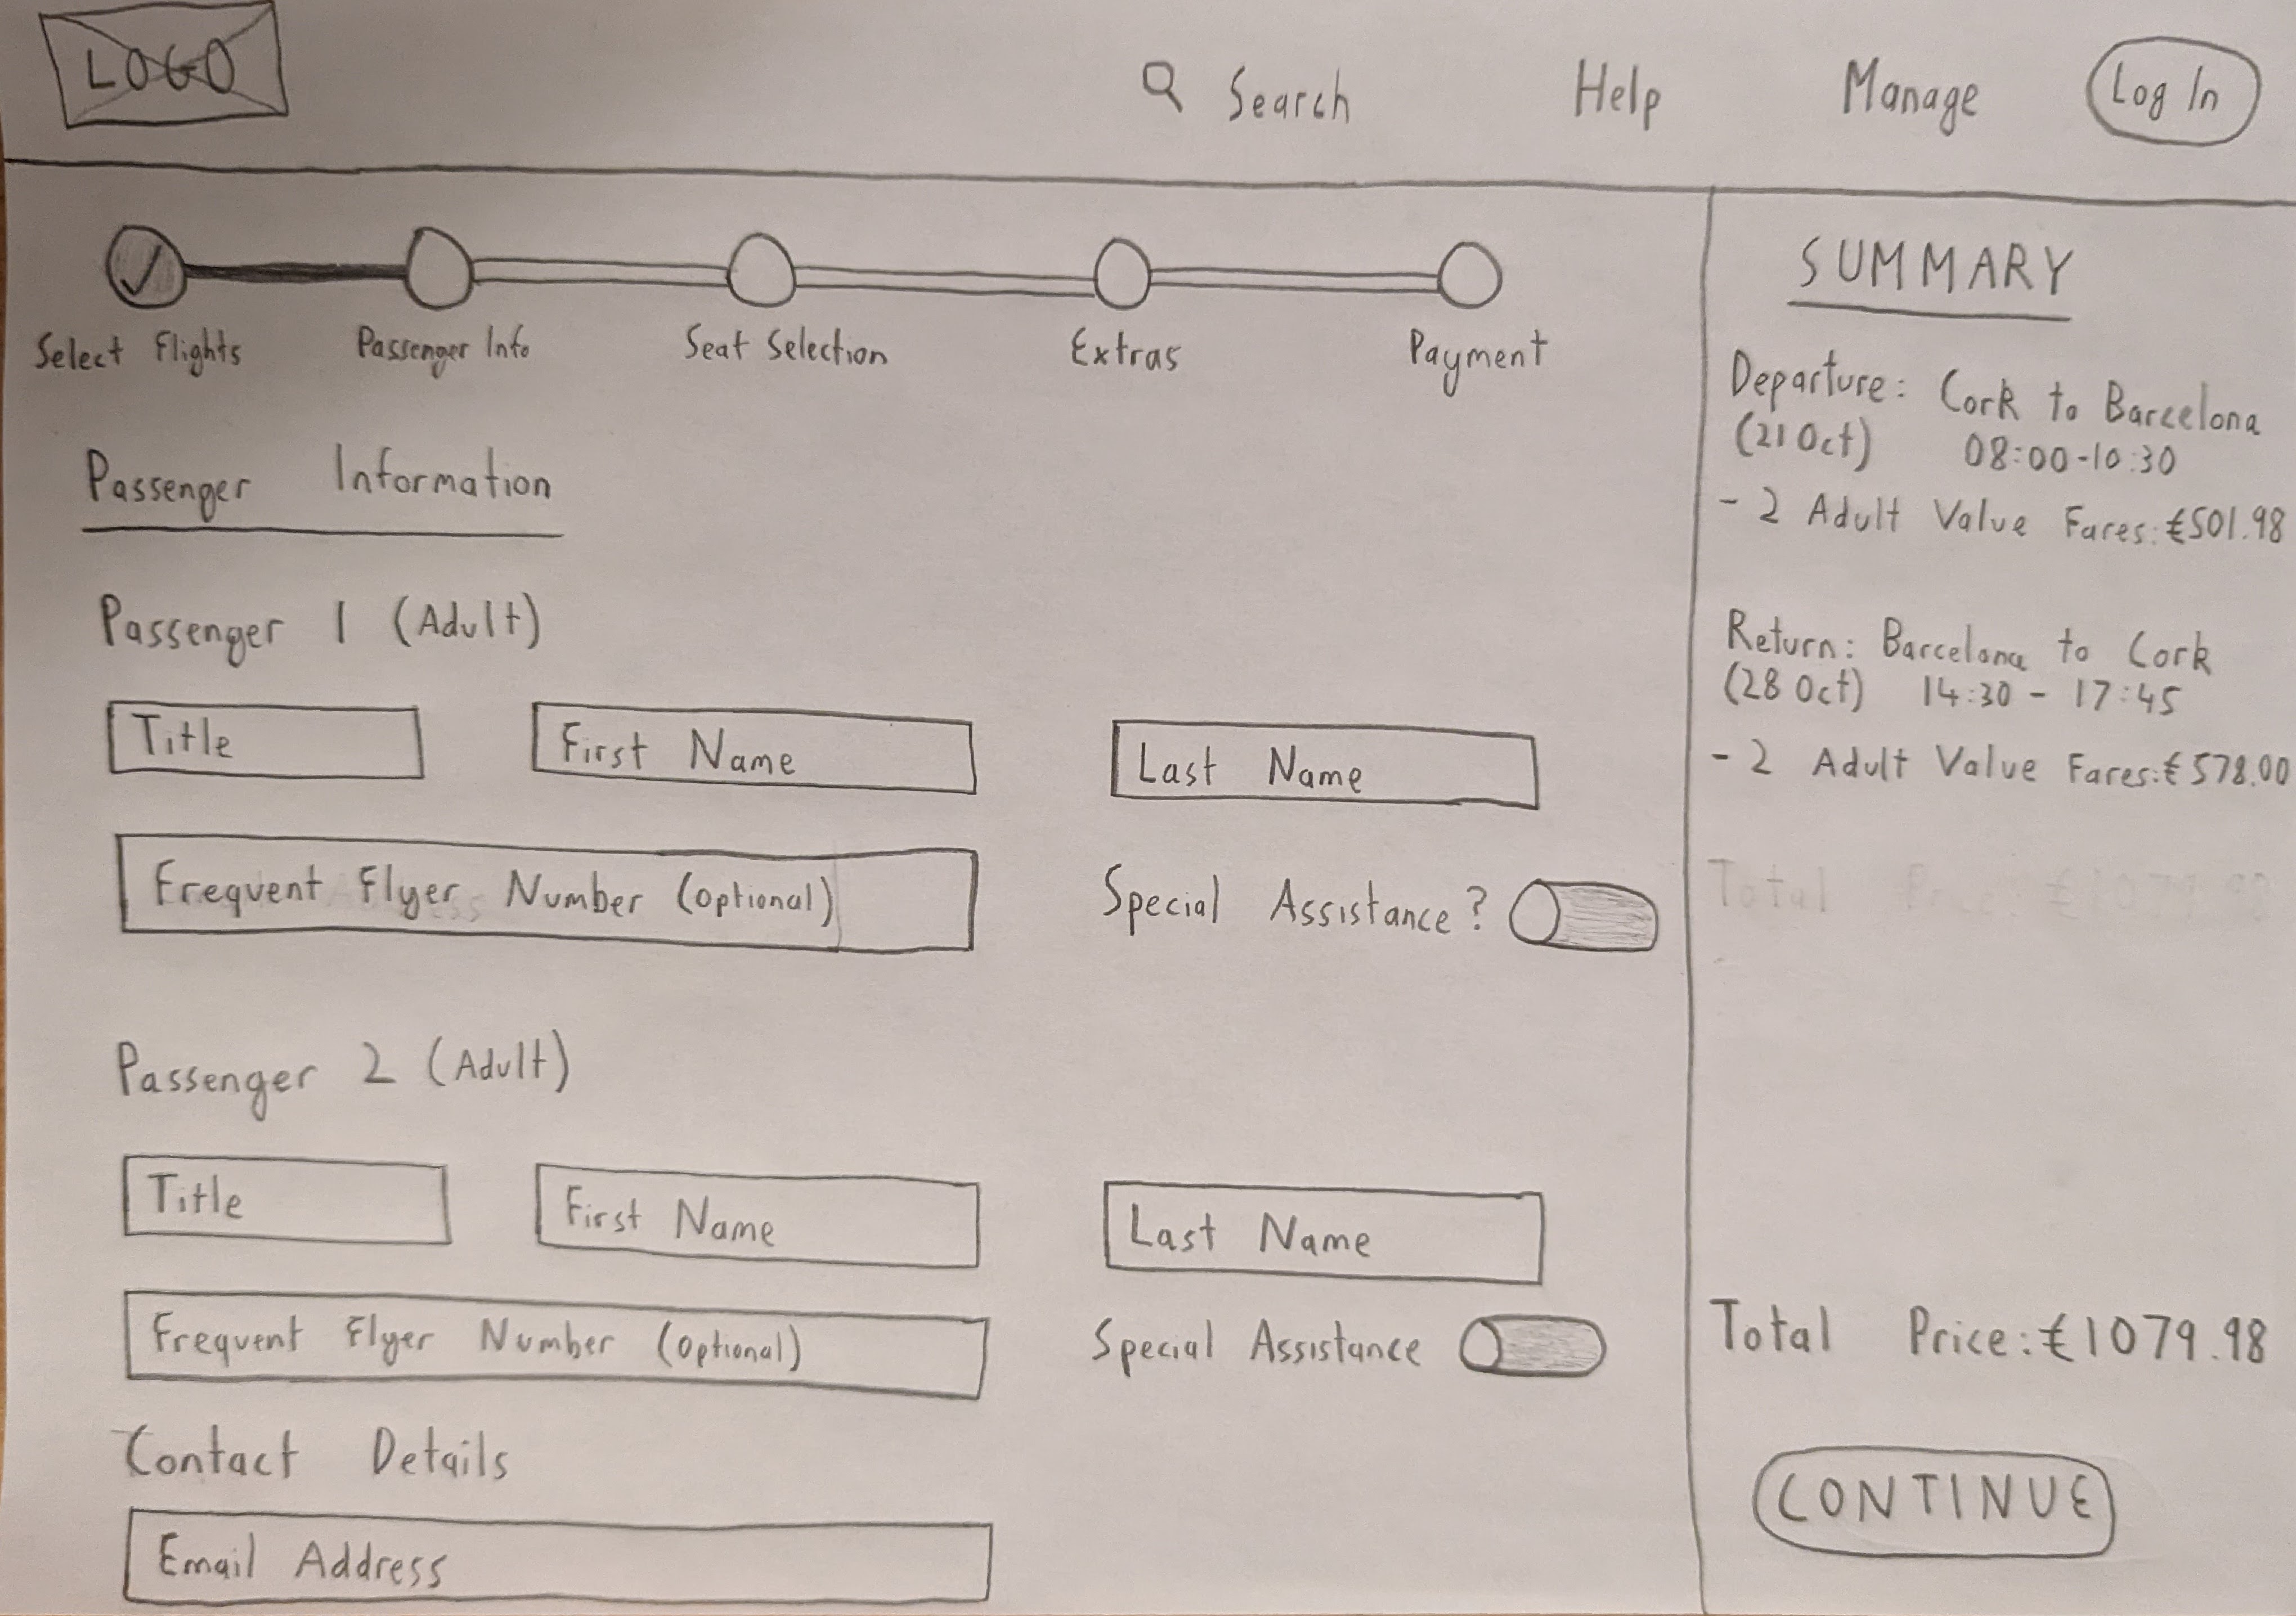 LOGO
Search
Help
Manage
Log In
Select Flights
Passenger Info
Seat Selection
Extras
Payment
Passenger Information
Passenger 1 (Adult)
Title
First Name
Last Name
Frequent Flyer Number (Optional)
Special Assistance?
Passenger 2 (Adult)
Title
First Name
Last Name
Frequent Flyer Number (Optional)
Special Assistance
Contact Details
Email Address
SUMMARY
Departure: Cork to Barcelona
(21 Oct) 08:00-10:30
- 2 Adult Value Fares: €501.98
Return: Barcelona to Cork
(28 Oct) 14:30 - 17:45
- 2 Adult Value Fares: €578.00
Total Price €1079.98
Total Price: €1079.98
CONTINUE